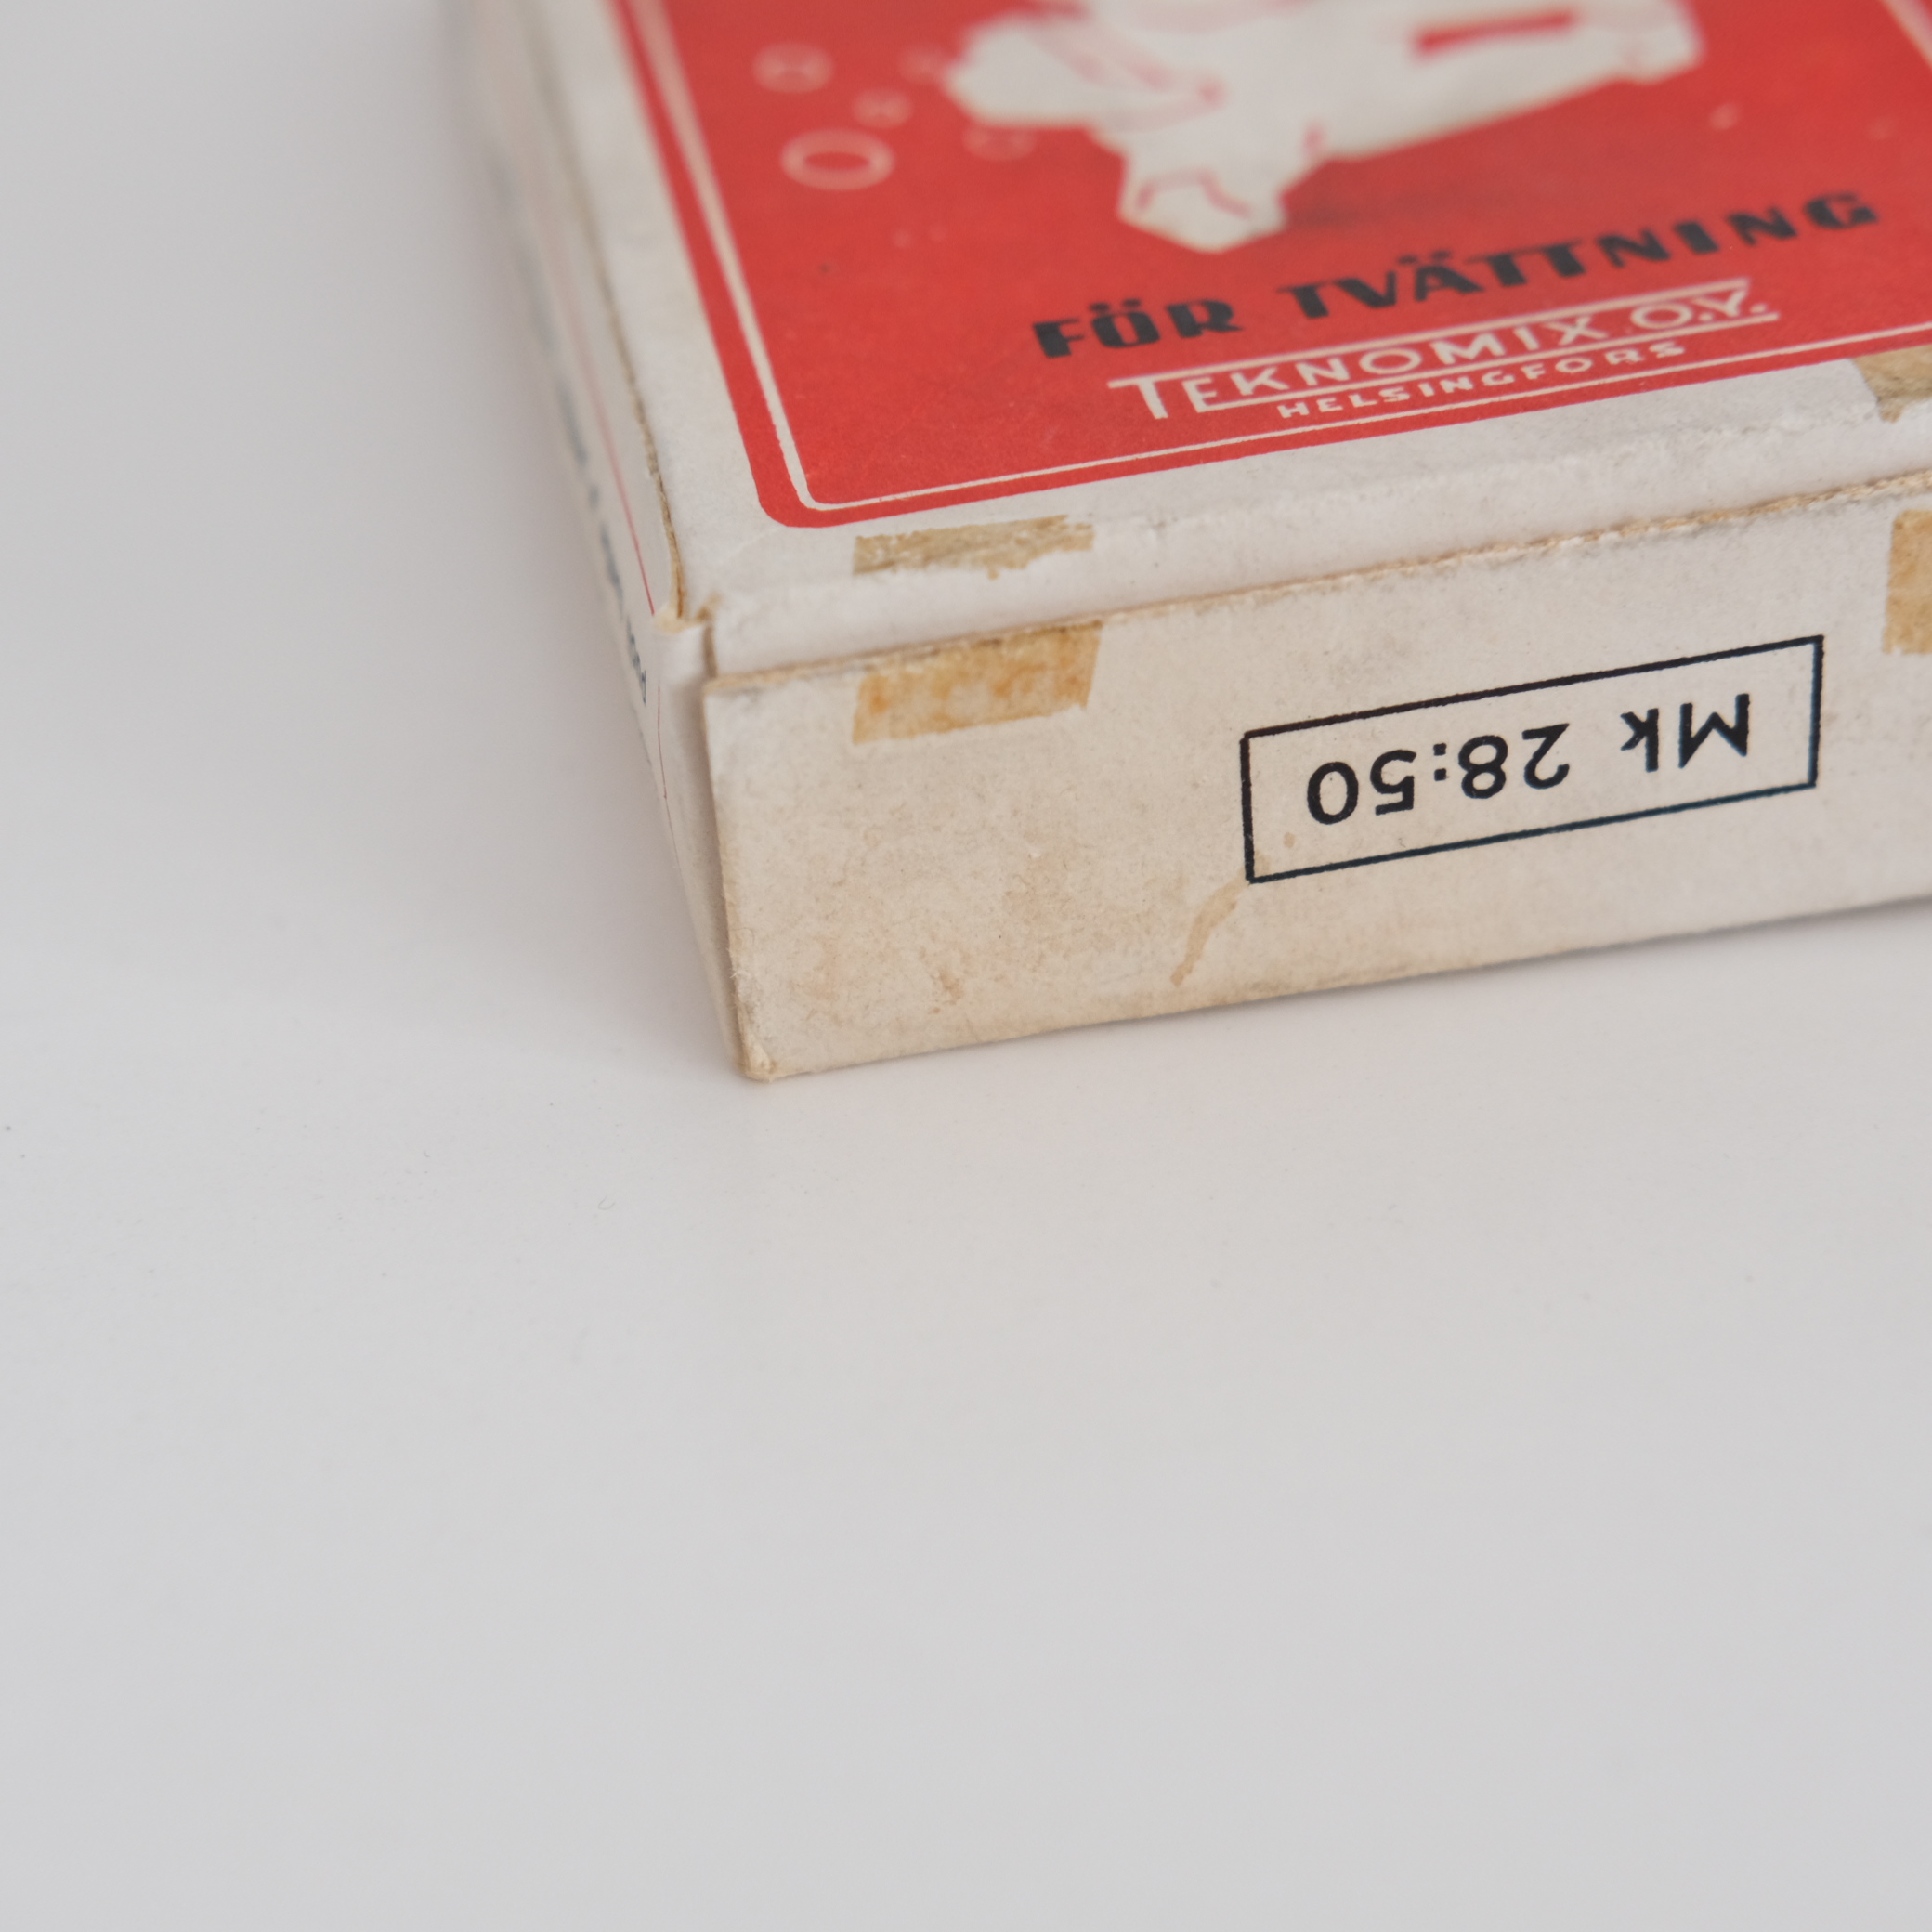 FÖR TVÄTTNING
TEKNOMIX O.Y.
HELSINGFORS
Mk 28:50